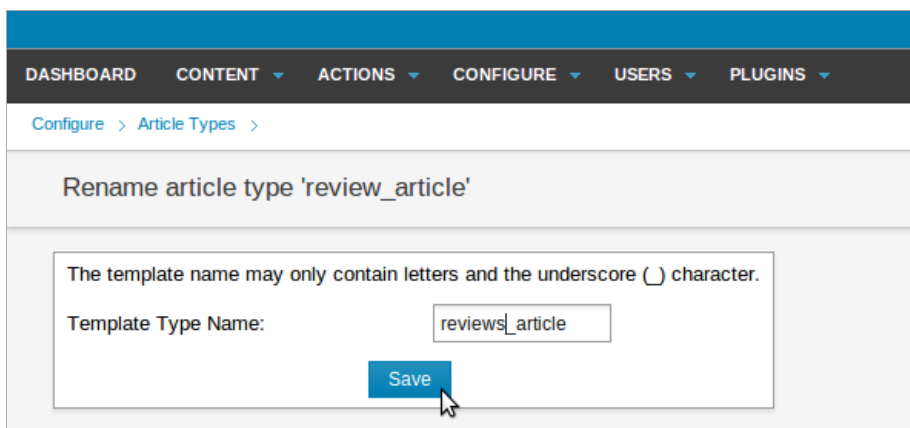 DASHBOARD CONTENT ACTIONS CONFIGURE USERS PLUGINS
Configure > Article Types >
Rename article type 'review_article'
The template name may only contain letters and the underscore (_) character.
Template Type Name: reviews_article
Save